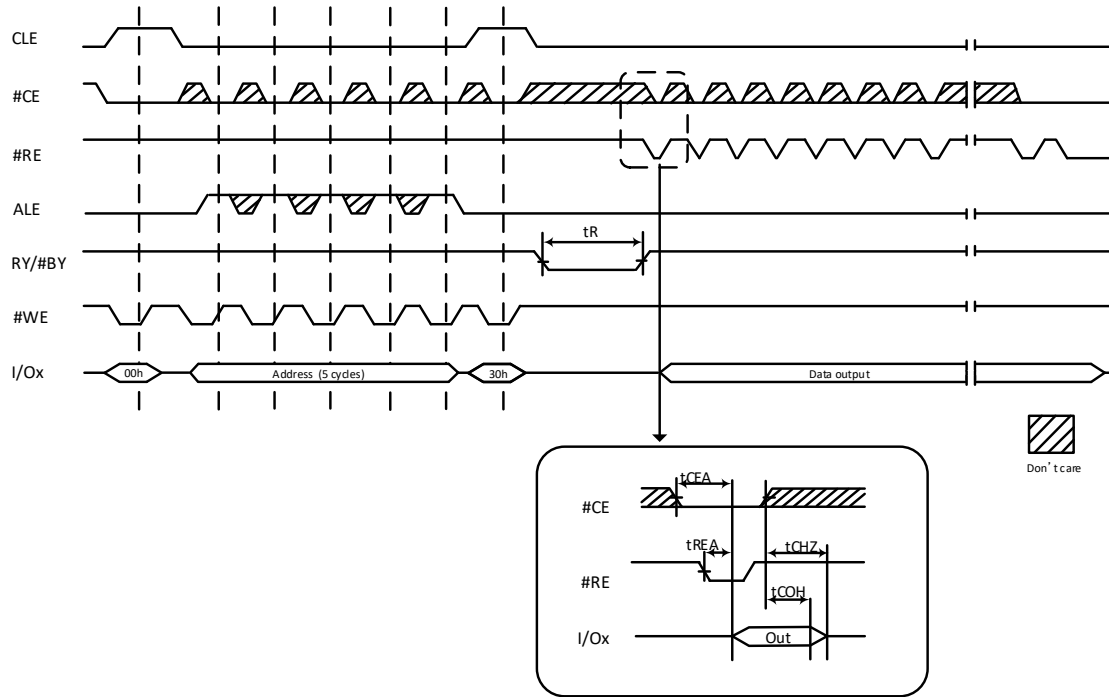 CLE
#CE
#RE
ALE
tR
RY/#BY
#WE
I/Ox
00h
Address (5 cycles)
30h
Data output
Don't care
tCEA
#CE
tREA
tCHZ
#RE
tCOH
I/Ox
Out